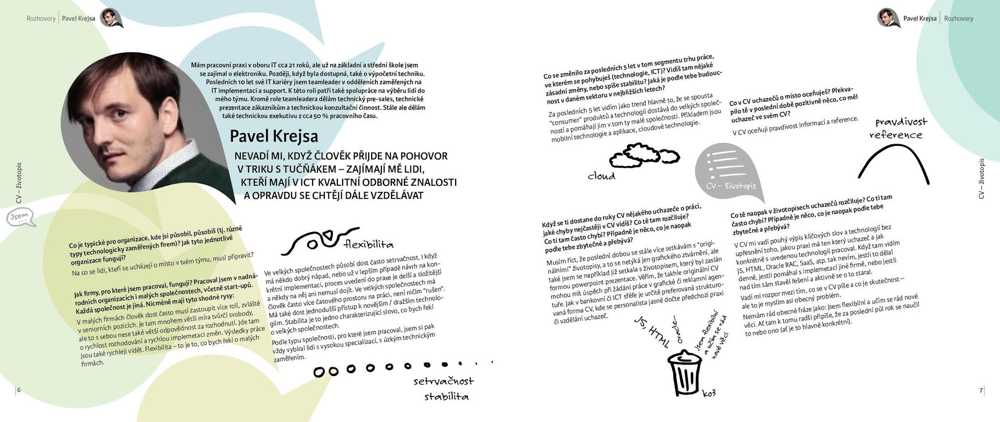 Rozhovory | Pavel Krejsa
Mám pracovní praxi v oboru IT cca 21 roků, ale už na základní a střední škole jsem
se zajímal o elektroniku. Později, když byla dostupná, také o výpočetní techniku.
Posledních 10 let své IT kariéry jsem teamleader v odděleních zaměřených na
IT implementaci a support. K této roli patří také spolupráce na výběru lidí do
mého týmu. Kromě role teamleadera dělám technický pre-sales, technické
prezentace zákazníkům a technickou konzultační činnost. Stále ale dělám
také technickou exekutivu z cca 50 % pracovního času.
Pavel Krejsa
NEVADÍ MI, KDYŽ ČLOVĚK PŘIJDE NA POHOVOR
V TRIKU S TUČŇÁKEM – ZAJÍMAJÍ MĚ LIDI,
KTEŘÍ MAJÍ V ICT KVALITNÍ ODBORNÉ ZNALOSTI
A OPRAVDU SE CHTĚJÍ DÁLE VZDĚLÁVAT
CV – životopis
Jsem
...
Co je typické pro organizace, kde jsi působil, působíš (tj. různé
typy technologicky zaměřených firem)? Jak tyto jednotlivé
organizace fungují?
Na co se lidi, kteří se ucházejí o místo v tvém týmu, musí připravit?
Jak firmy, pro které jsem pracoval, fungují? Pracoval jsem v nadná-
rodních organizacích i malých společnostech, včetně start-upů.
Každá společnost je jiná. Nicméně mají tyto shodné rysy:
V malých firmách člověk dost často musí zastoupit více rolí, zvláště
v seniorních pozicích. Je tam mnohem větší míra tvůrčí svobody,
ale to s sebou nese také větší odpovědnost za rozhodnutí. Jde tam
o rychlost rozhodování a rychlou implemetaci změn. Výsledky práce
jsou také rychleji vidět. Flexibilita – to je to, co bych řekl o malých
firmách.
flexibilita
Ve velkých společnostech působí dost často setrvačnost. I když
má někdo dobrý nápad, nebo už v lepším případě návrh na kon-
krétní implementaci, proces uvedení do praxe je delší a složitější
a někdy na něj ani nemusí dojít. Ve velkých společnostech má
člověk často více časového prostoru na práci, není ničím “rušen”.
Má také dost jednodušší přístup k novějším / dražším technolo-
giím. Stabilita je to jedno charakterizující slovo, co bych řekl
o velkých společnostech.
Podle typu společnosti, pro které jsem pracoval, jsem si pak
vždy vybíral lidi s vysokou specializací, s úzkým technickým
zaměřením.
setrvačnost
stabilita
6
Pavel Krejsa | Rozhovory
Co se změnilo za posledních 5 let v tom segmentu trhu práce,
ve kterém se pohybuješ (technologie, ICT)? Vidíš tam nějaké
zásadní změny, nebo spíše stabilitu? Jaká je podle tebe budouc-
nost v daném sektoru v nejbližších letech?
Za posledních 5 let vidím jako trend hlavně to, že se spousta
“consumer” produktů a technologií dostává do velkých společ-
ností a pomáhají jim v tom ty malé společnosti. Příkladem jsou
mobilní technologie a aplikace, cloudové technologie.
cloud
Co v CV uchazečů o místo oceňuješ? Překva-
pilo tě v poslední době pozitivně něco, co měl
uchazeč ve svém CV?
V CV oceňuji pravdivost informací a reference.
pravdivost
reference
CV – životopis
CV – životopis
Když se ti dostane do ruky CV nějakého uchazeče o práci,
jaké chyby nejčastěji v CV vidíš? Co tě tam rozčiluje?
Co ti tam často chybí? Případně je něco, co je naopak
podle tebe zbytečné a přebývá?
Musím říct, že poslední dobou se stále více setkávám s “origi-
nálními” životopisy, a to se netýká jen grafického ztvárnění, ale
také jsem se například již setkala s životopisem, který byl zaslán
formou powerpoint prezentace. Věřím, že takhle originální CV
mohou mít úspěch při žádání práce v grafické či reklamní agen-
tuře. Jak v bankovní či ICT sféře je určitě preferovaná strukturo-
vaná forma CV, kde se personalista jasně dočte předchozí praxi
či vzdělání uchazeč.
JS, HTML
Oracle...
Jsem flexibilní
a učím se rád
nové věci
koš
Co tě naopak v životopisech uchazečů rozčiluje? Co ti tam
často chybí? Případně je něco, co je naopak podle tebe
zbytečné a přebývá?
V CV mi vadí pouhý výpis klíčových slov a technologií bez
upřesnění toho, jakou praxi má ten který uchazeč a jak
konkrétně s uvedenou technologií pracoval. Když tam vidím
JS, HTML, Oracle RAC, SaaS, atp. tak nevím, jestli to dělal
denně, jestli pomáhal s implemetací jiné firmě, nebo jestli
nad tím sám stavěl řešení a aktivně se o to staral.
Vadí mi rozpor mezi tím, co se v CV píše a co je skutečnost –
ale to je myslím asi obecný problém.
Nemám rád obecné fráze jako: Jsem flexibilní a učím se rád nové
věci. Ať tam k tomu radši připíše, že za poslední půl rok se naučil
to nebo ono (ať je to hlavně konkrétní).
7